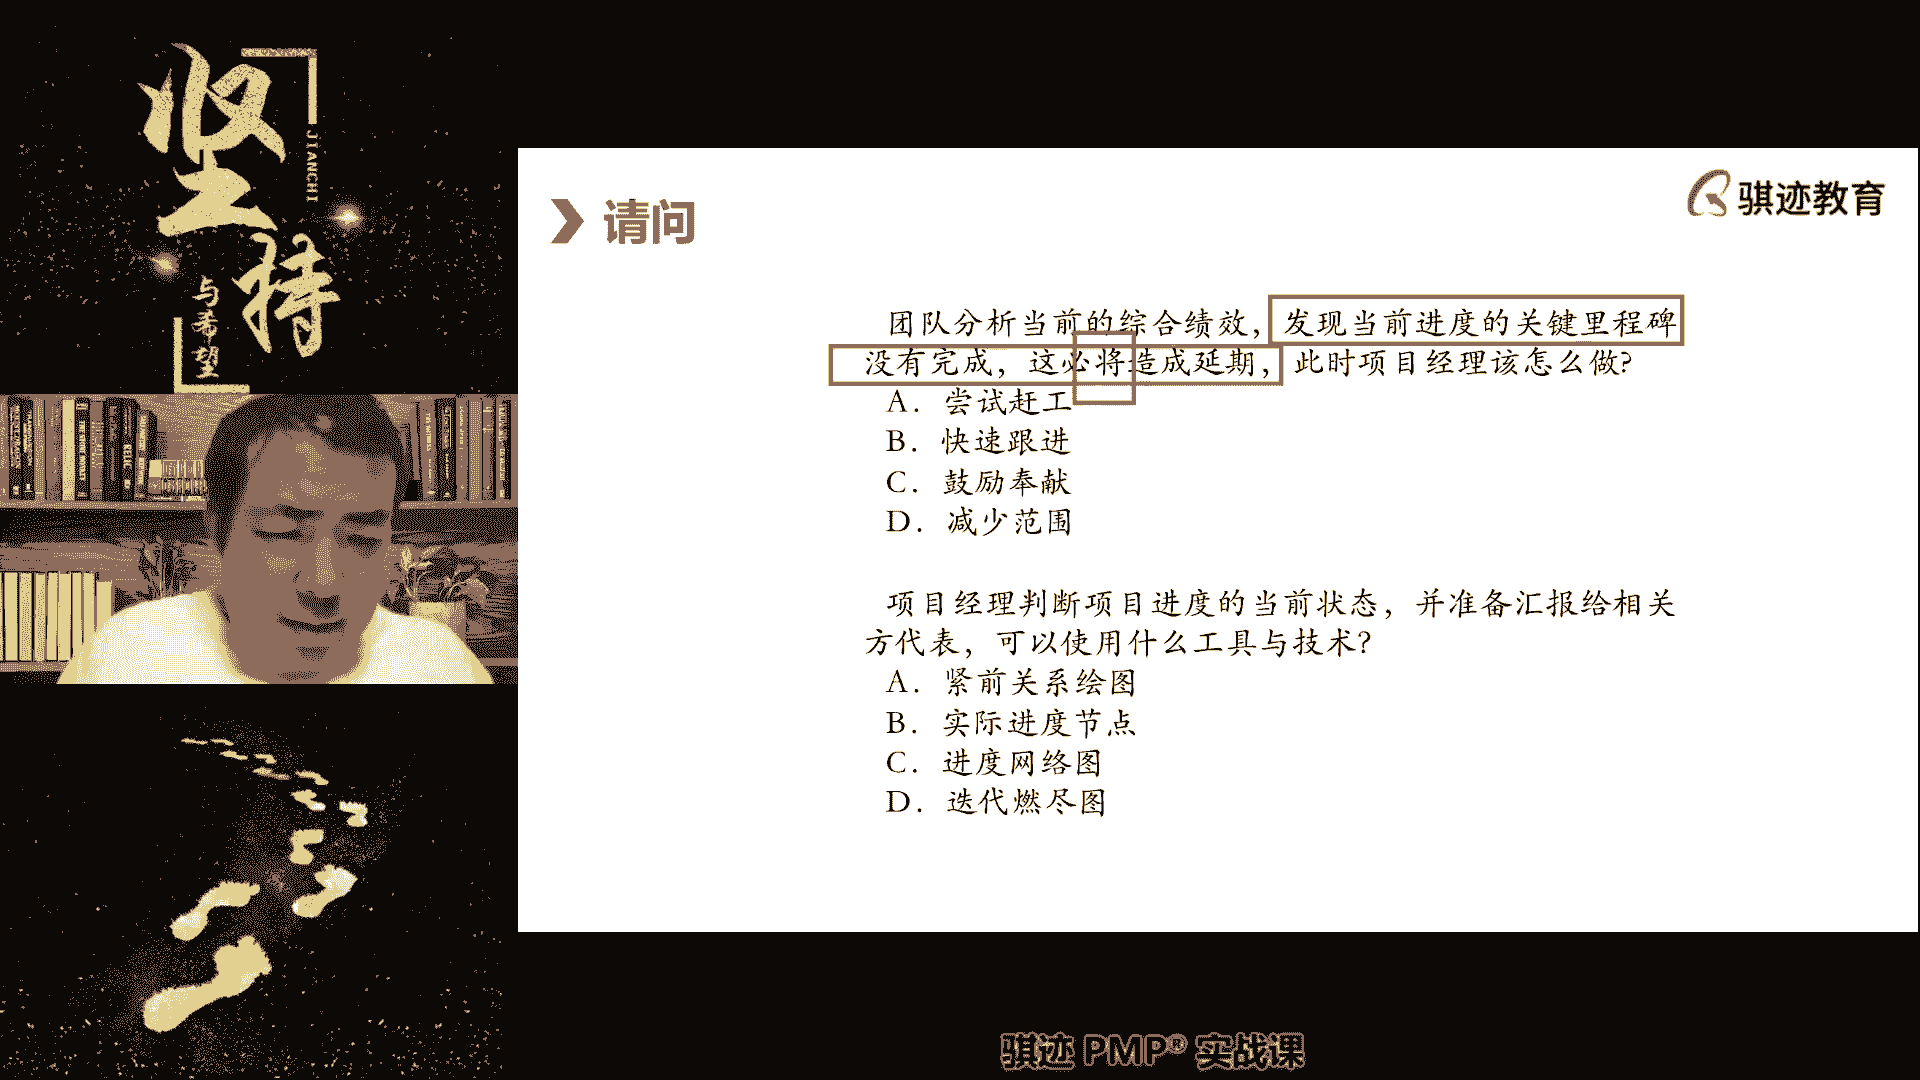 坚持
JIANCHI
与希望
请问
骐迹教育
团队分析当前的综合绩效，发现当前进度的关键里程碑
没有完成，这必将造成延期，此时项目经理该怎么做?
A. 尝试赶工
B. 快速跟进
C. 鼓励奉献
D. 减少范围
项目经理判断项目进度的当前状态，并准备汇报给相关
方代表，可以使用什么工具与技术?
A. 紧前关系绘图
B. 实际进度节点
C. 进度网络图
D. 迭代燃尽图
骐迹 PMP® 实战课